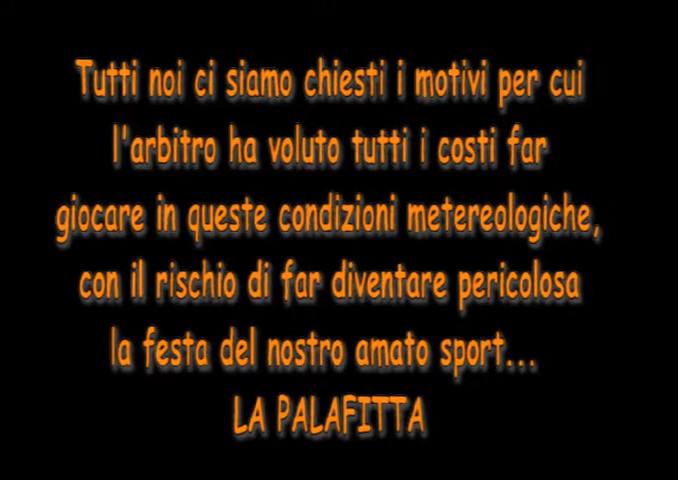 Tutti noi ci siamo chiesti i motivi per cui
l'arbitro ha voluto tutti i costi far
giocare in queste condizioni metereologiche,
con il rischio di far diventare pericolosa
la festa del nostro amato sport...
LA PALAFITTA